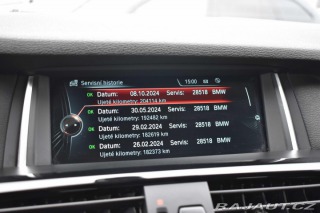 Servisní historie 15:00
OK Datum: 08.10.2024 Servis: 28518 BMW
Ujeté kilometry: 204114 km
OK Datum: 30.05.2024 Servis: 28518 BMW
Ujeté kilometry: 192482 km
OK Datum: 29.02.2024 Servis: 28518 BMW
Ujeté kilometry: 182619 km
OK Datum: 26.02.2024 Servis: 28518 BMW
Ujeté kilometry: 182373 km
BAJAUT.CZ